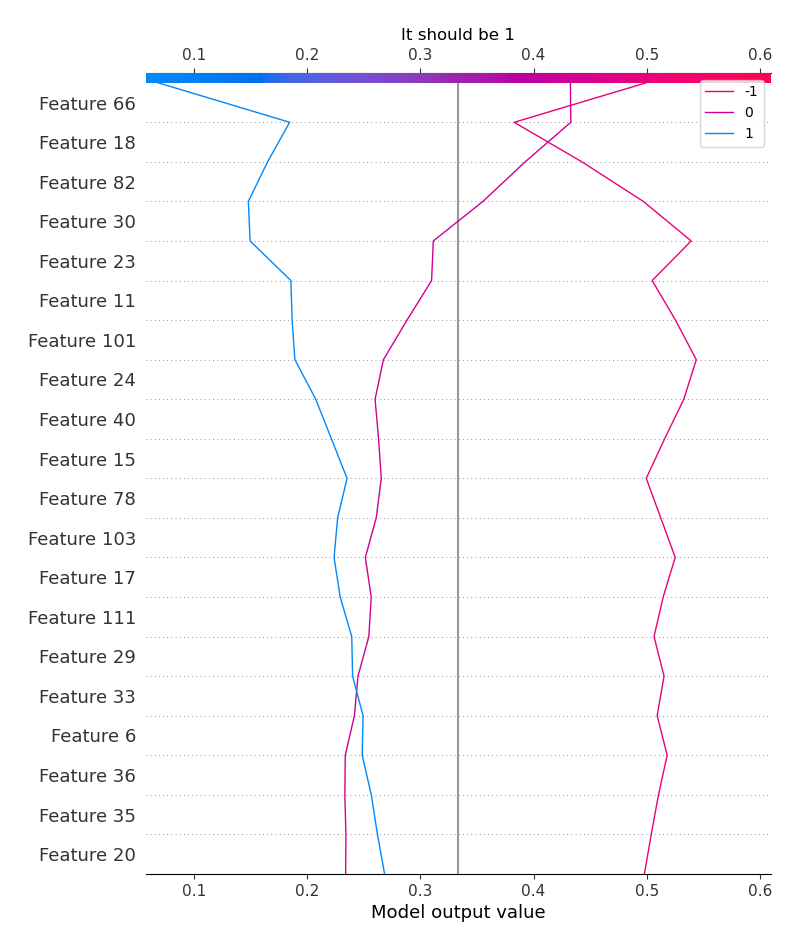 It should be 1
0.1 0.2 0.3 0.4 0.5 0.6
-1
0
1
Feature 66
Feature 18
Feature 82
Feature 30
Feature 23
Feature 11
Feature 101
Feature 24
Feature 40
Feature 15
Feature 78
Feature 103
Feature 17
Feature 111
Feature 29
Feature 33
Feature 6
Feature 36
Feature 35
Feature 20
0.1 0.2 0.3 0.4 0.5 0.6
Model output value